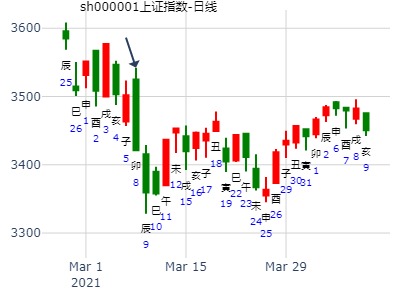 sh000001上证指数-日线
3600
3500
3400
3300
辰
25
巳
26
申
1
酉
2
戌
3
亥
4
子
5
卯
8
辰
9
巳
10
午
11
未
12
戌
15
亥
16
子
17
丑
18
寅
19
巳
22
午
23
未
24
申
25
酉
26
子
29
丑
30
寅
31
卯
1
辰
2
申
6
酉
7
戌
8
亥
9
Mar 1
2021
Mar 15
Mar 29